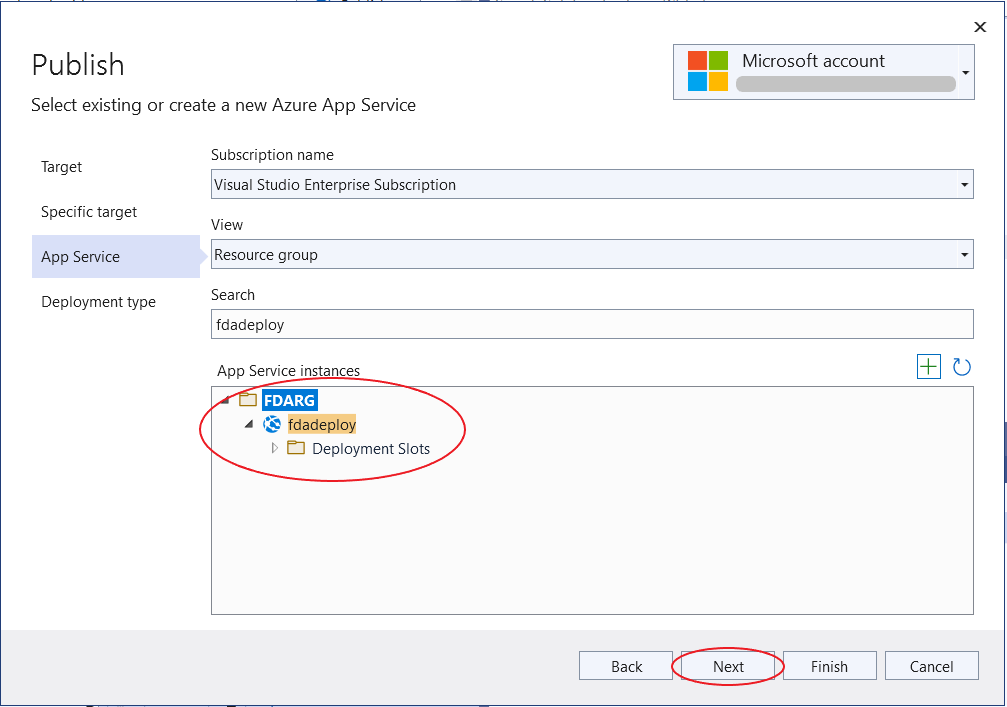 Publish
Microsoft account
Select existing or create a new Azure App Service
Target
Specific target
App Service
Deployment type
Subscription name
Visual Studio Enterprise Subscription
View
Resource group
Search
fdadeploy
App Service instances
FDARG
fdadeploy
Deployment Slots
Back
Next
Finish
Cancel